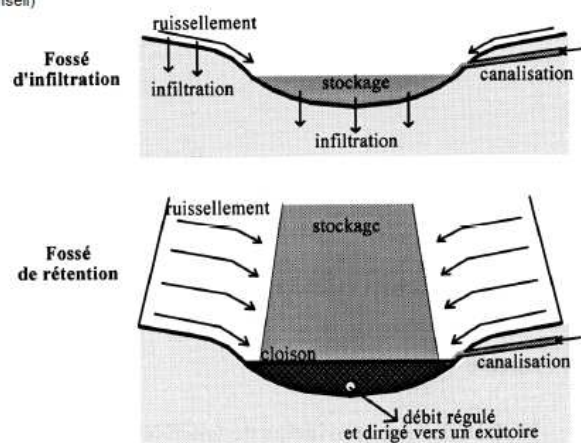 ruissellement
Fossé
d'infiltration
infiltration
stockage
canalisation
infiltration
ruissellement
stockage
Fossé
de rétention
cloison
canalisation
débit régulé
et dirigé vers un exutoire